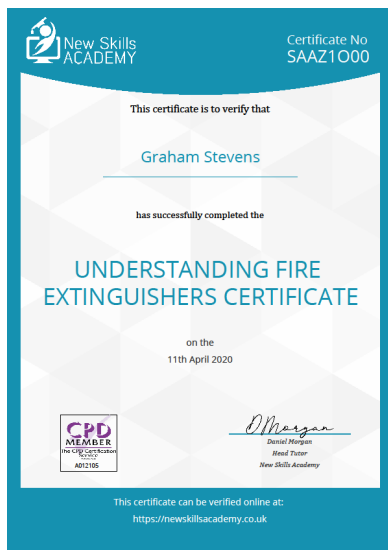 New Skills
ACADEMY
Certificate No
SAAZ1O00
This certificate is to verify that
Graham Stevens
has successfully completed the
UNDERSTANDING FIRE
EXTINGUISHERS CERTIFICATE
on the
11th April 2020
CPD
MEMBER
The CPD Certification
Service
A012105
DMorgan
Daniel Morgan
Head Tutor
New Skills Academy
This certificate can be verified online at:
https://newskillsacademy.co.uk